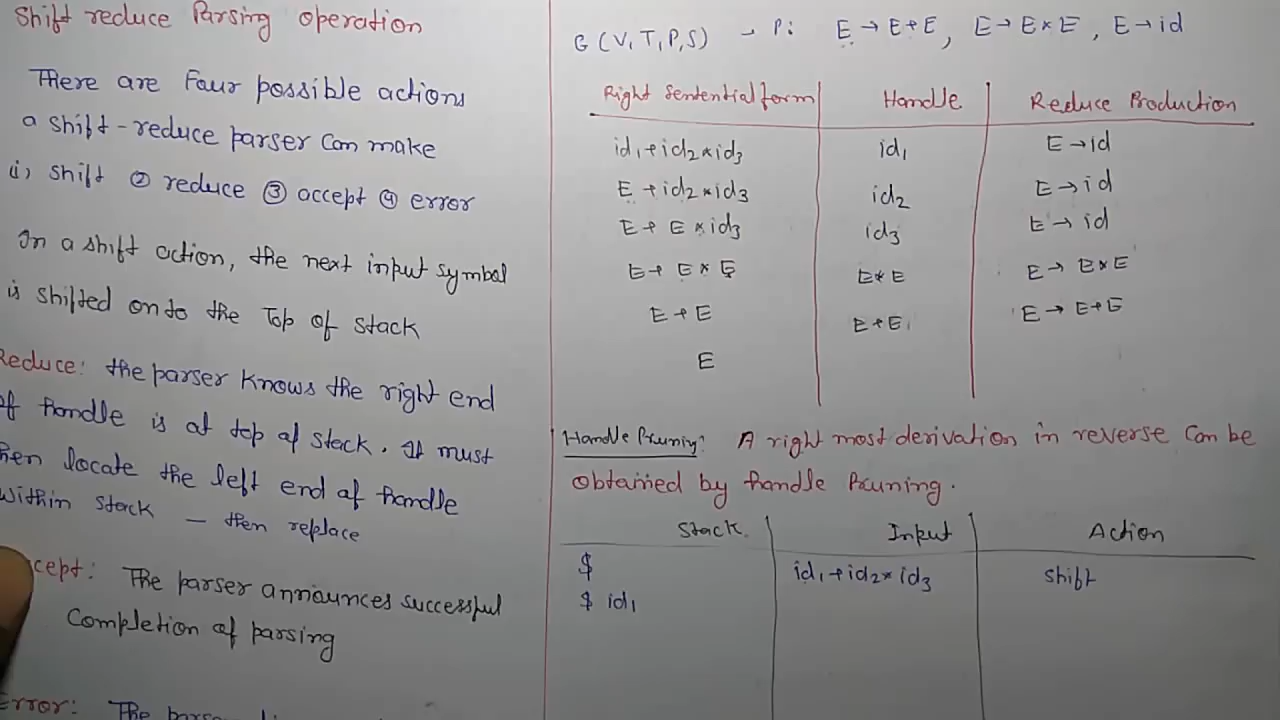 Shift reduce Parsing operation
There are Four possible actions
a shift-reduce parser can make
(i) shift ② reduce ③ accept ④ error
In a shift action, the next input symbol
is shifted onto the Top of stack
Reduce: the parser knows the right end
of handle is at top of stack. It must
then locate the left end of handle
within stack — then replace
ccept: The parser announces successful
Completion of parsing
Error: The
G(V,T,P,S) → P: E → E+E, E → E*E, E → id
Right Sentential form Handle Reduce Production
id₁+id₂*id₃ id₁ E → id
E+id₂*id₃ id₂ E → id
E+E*id₃ id₃ E → id
E+E*E E*E E → E*E
E+E E+E E → E+E
E
Handle Pruning: A right most derivation in reverse Can be
Obtained by handle Pruning.
Stack Input Action
$ id₁+id₂*id₃ shift
$ id₁